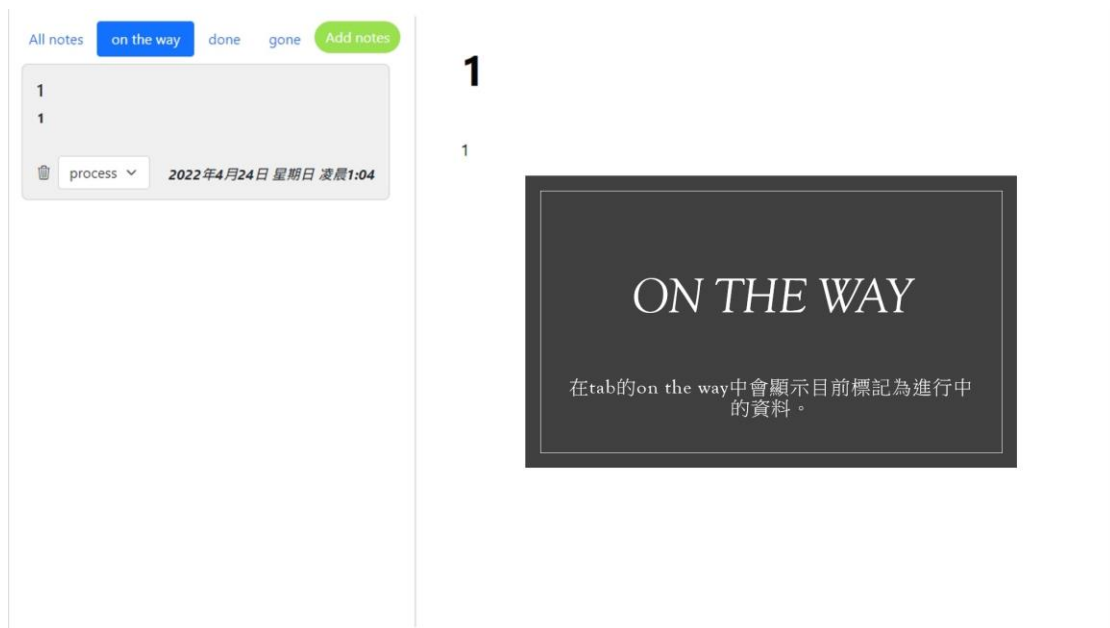 All notes on the way done gone Add notes
1
1
process 2022年4月24日 星期日 凌晨1:04
1
1
ON THE WAY
在tab的on the way中會顯示目前標記為進行中
的資料。